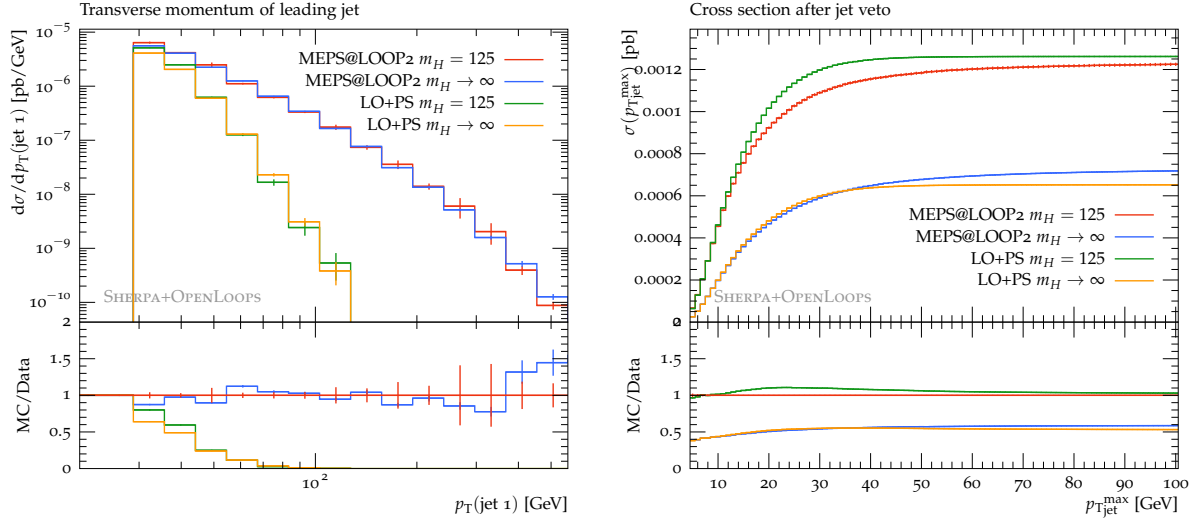 Transverse momentum of leading jet
dσ/dp_T(jet 1) [pb/GeV]
10^−5
10^−6
10^−7
10^−8
10^−9
10^−10
MEPS@LOOP2 m_H = 125
MEPS@LOOP2 m_H → ∞
LO+PS m_H = 125
LO+PS m_H → ∞
SHERPA+OPENLOOPS
MC/Data
2
1.5
1
0.5
0
10^2
p_T(jet 1) [GeV]
Cross section after jet veto
σ(p_Tjet^max) [pb]
0.0012
0.001
0.0008
0.0006
0.0004
0.0002
0
MEPS@LOOP2 m_H = 125
MEPS@LOOP2 m_H → ∞
LO+PS m_H = 125
LO+PS m_H → ∞
SHERPA+OPENLOOPS
MC/Data
2
1.5
1
0.5
0
10 20 30 40 50 60 70 80 90 100
p_Tjet^max [GeV]